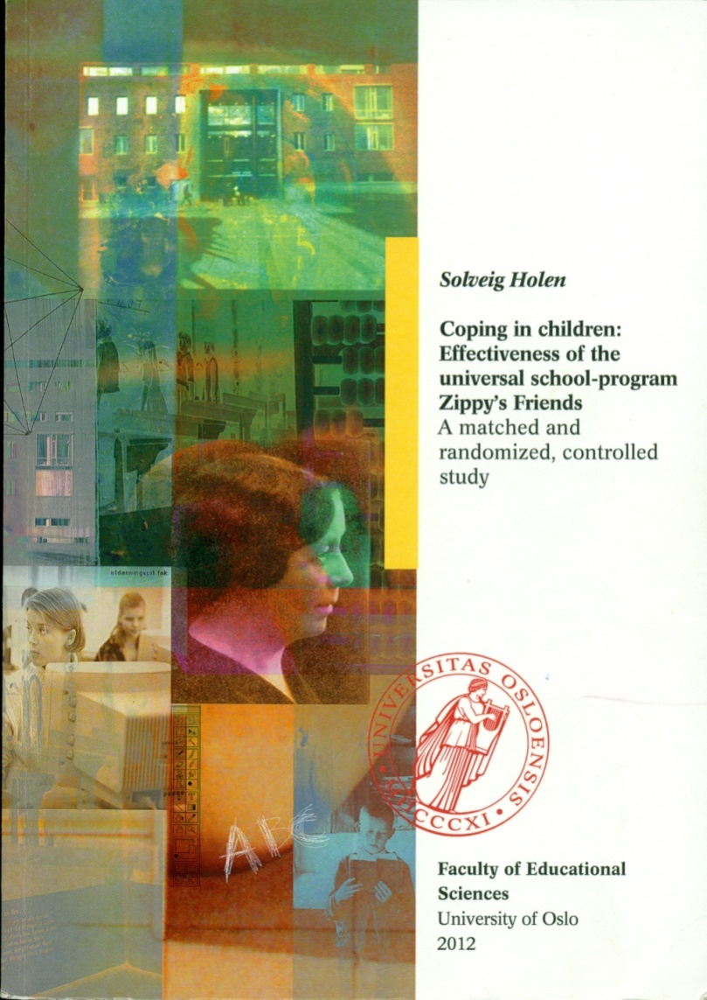 Solveig Holen
Coping in children:
Effectiveness of the
universal school-program
Zippy's Friends
A matched and
randomized, controlled
study
utdanningsvit.fak
UNIVERSITAS OSLOENSIS
CCCXI
ABC
Faculty of Educational
Sciences
University of Oslo
2012